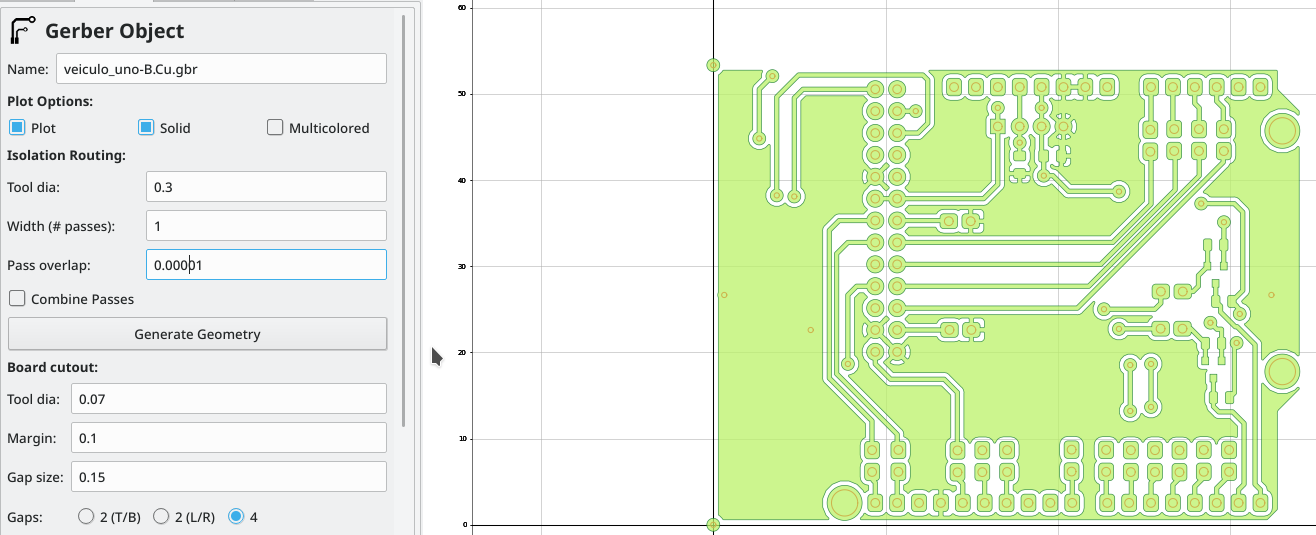 Gerber Object
Name: veiculo_uno-B.Cu.gbr
Plot Options:
Plot Solid Multicolored
Isolation Routing:
Tool dia: 0.3
Width (# passes): 1
Pass overlap: 0.00001
Combine Passes
Generate Geometry
Board cutout:
Tool dia: 0.07
Margin: 0.1
Gap size: 0.15
Gaps: 2 (T/B) 2 (L/R) 4
60
50
40
30
20
10
0